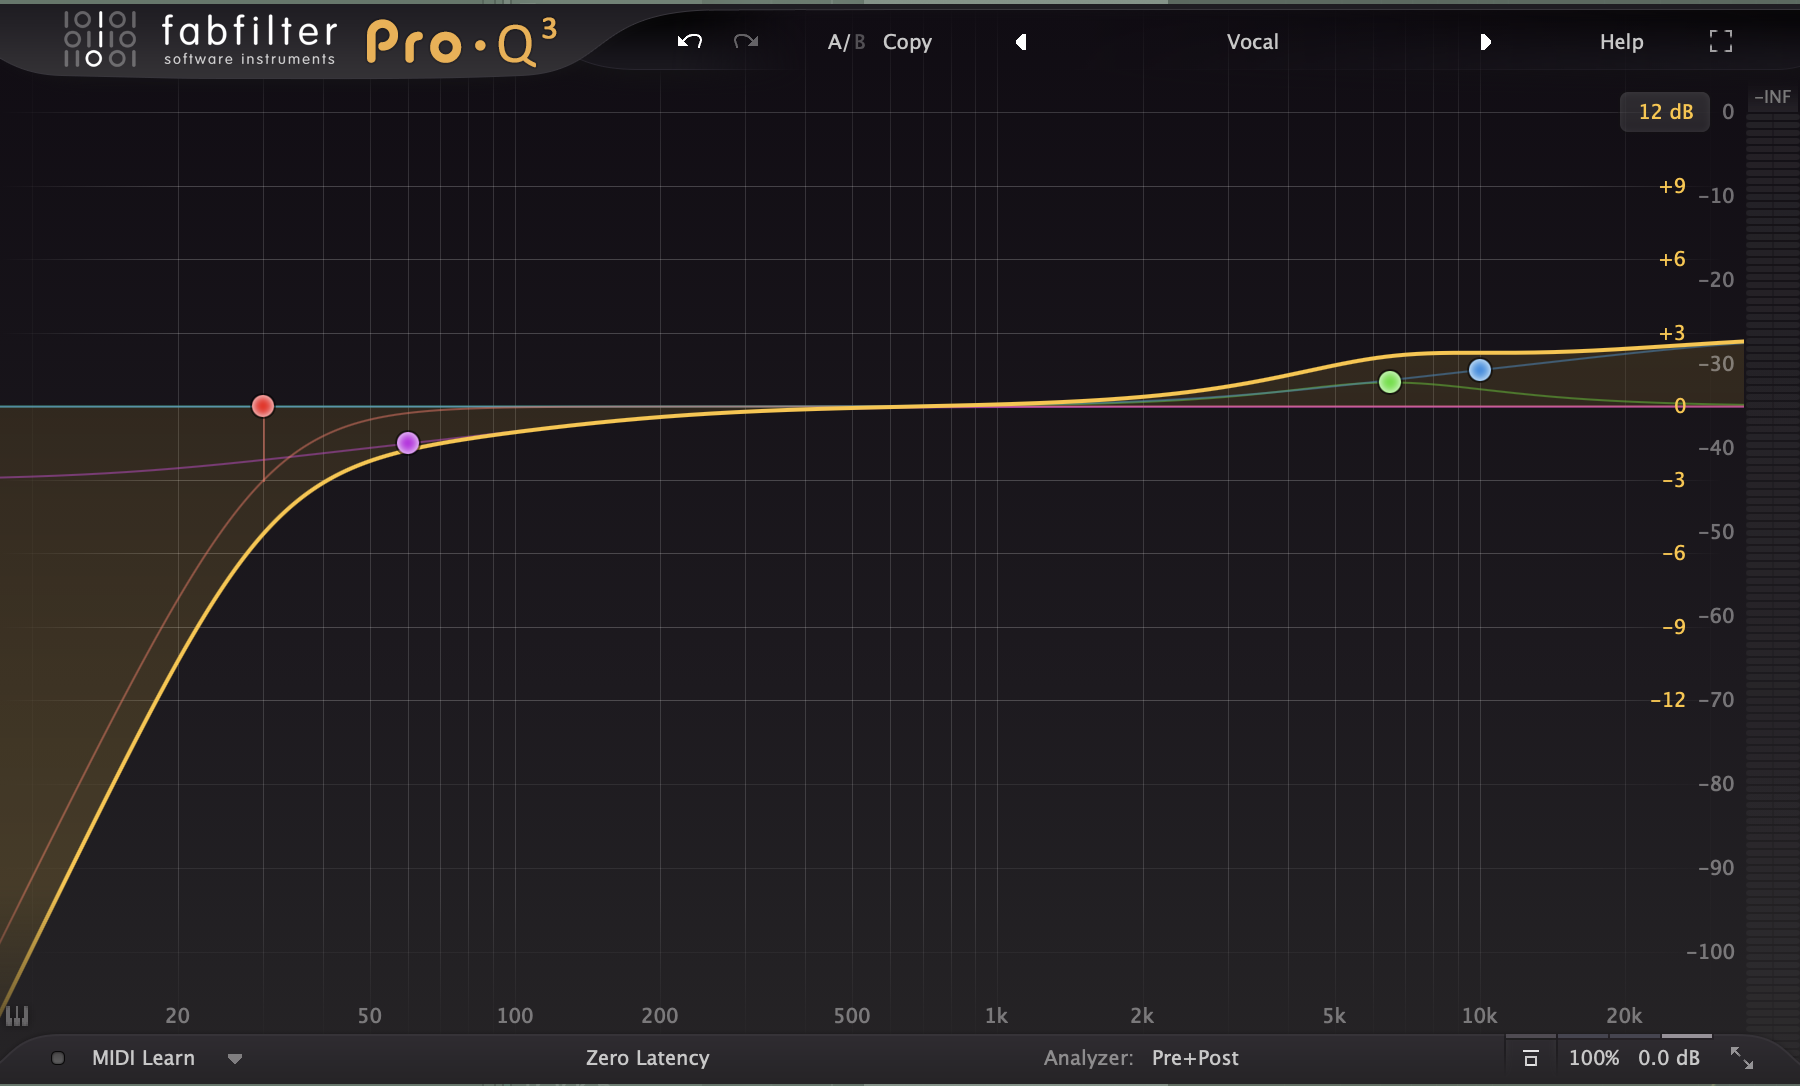 fabfilter
software instruments
Pro·Q 3
A/B Copy
Vocal
Help
12 dB
0
-INF
+9
-10
+6
-20
+3
-30
0
-40
-3
-50
-6
-60
-9
-12
-70
-80
-90
-100
20 50 100 200 500 1k 2k 5k 10k 20k
MIDI Learn
Zero Latency
Analyzer: Pre+Post
100% 0.0 dB